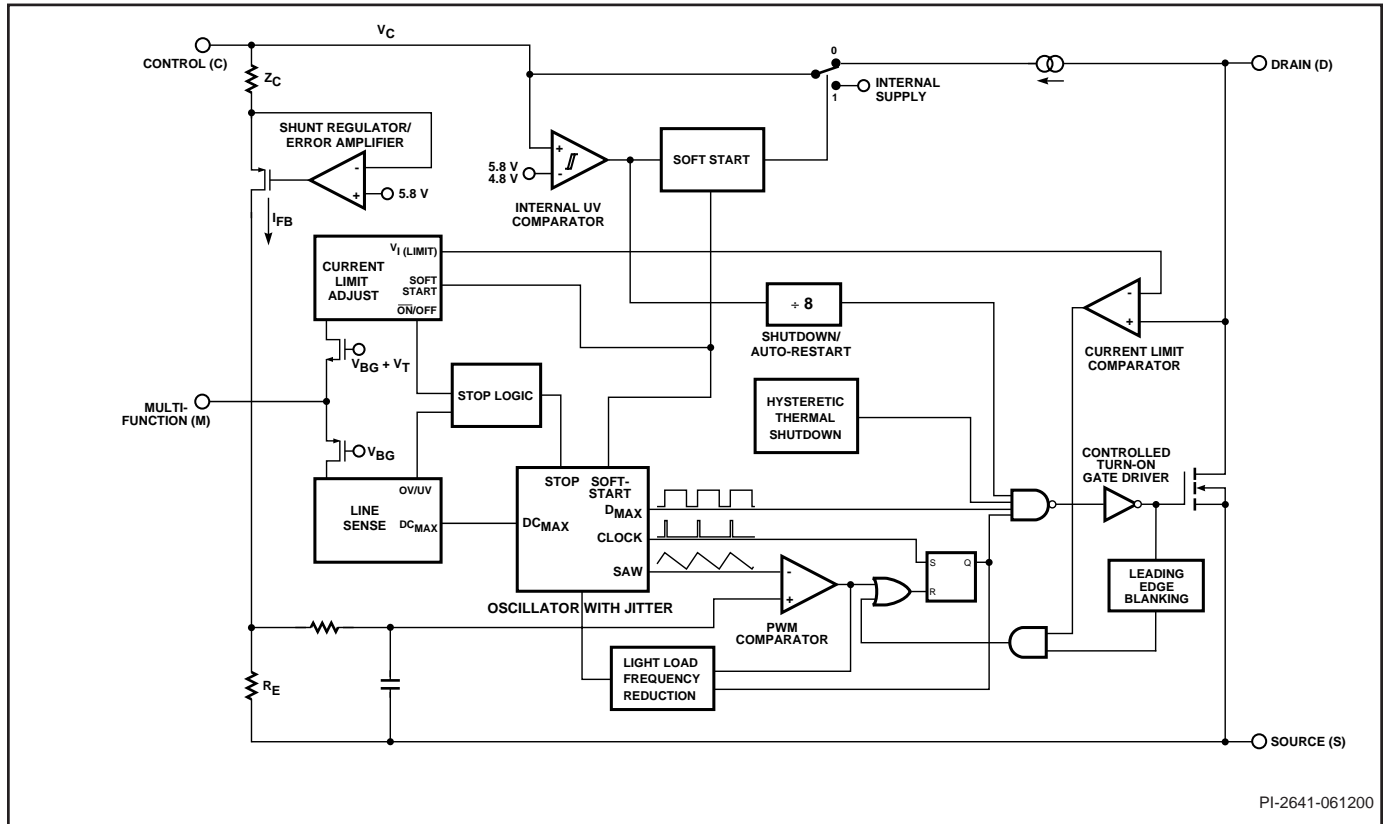 V_C
0
CONTROL (C)
DRAIN (D)
Z_C
1
INTERNAL
SUPPLY
SHUNT REGULATOR/
ERROR AMPLIFIER
-
+
5.8 V
I_FB
+
-
5.8 V
4.8 V
INTERNAL UV
COMPARATOR
SOFT START
CURRENT
LIMIT
ADJUST
V_I (LIMIT)
SOFT
START
ON/OFF
÷ 8
SHUTDOWN/
AUTO-RESTART
-
+
CURRENT LIMIT
COMPARATOR
V_BG + V_T
MULTI-
FUNCTION (M)
STOP LOGIC
HYSTERETIC
THERMAL
SHUTDOWN
V_BG
CONTROLLED
TURN-ON
GATE DRIVER
OV/UV
LINE
SENSE
DC_MAX
STOP
SOFT-
START
DC_MAX
D_MAX
CLOCK
SAW
OSCILLATOR WITH JITTER
-
+
PWM
COMPARATOR
S
Q
R
LEADING
EDGE
BLANKING
LIGHT LOAD
FREQUENCY
REDUCTION
R_E
SOURCE (S)
PI-2641-061200